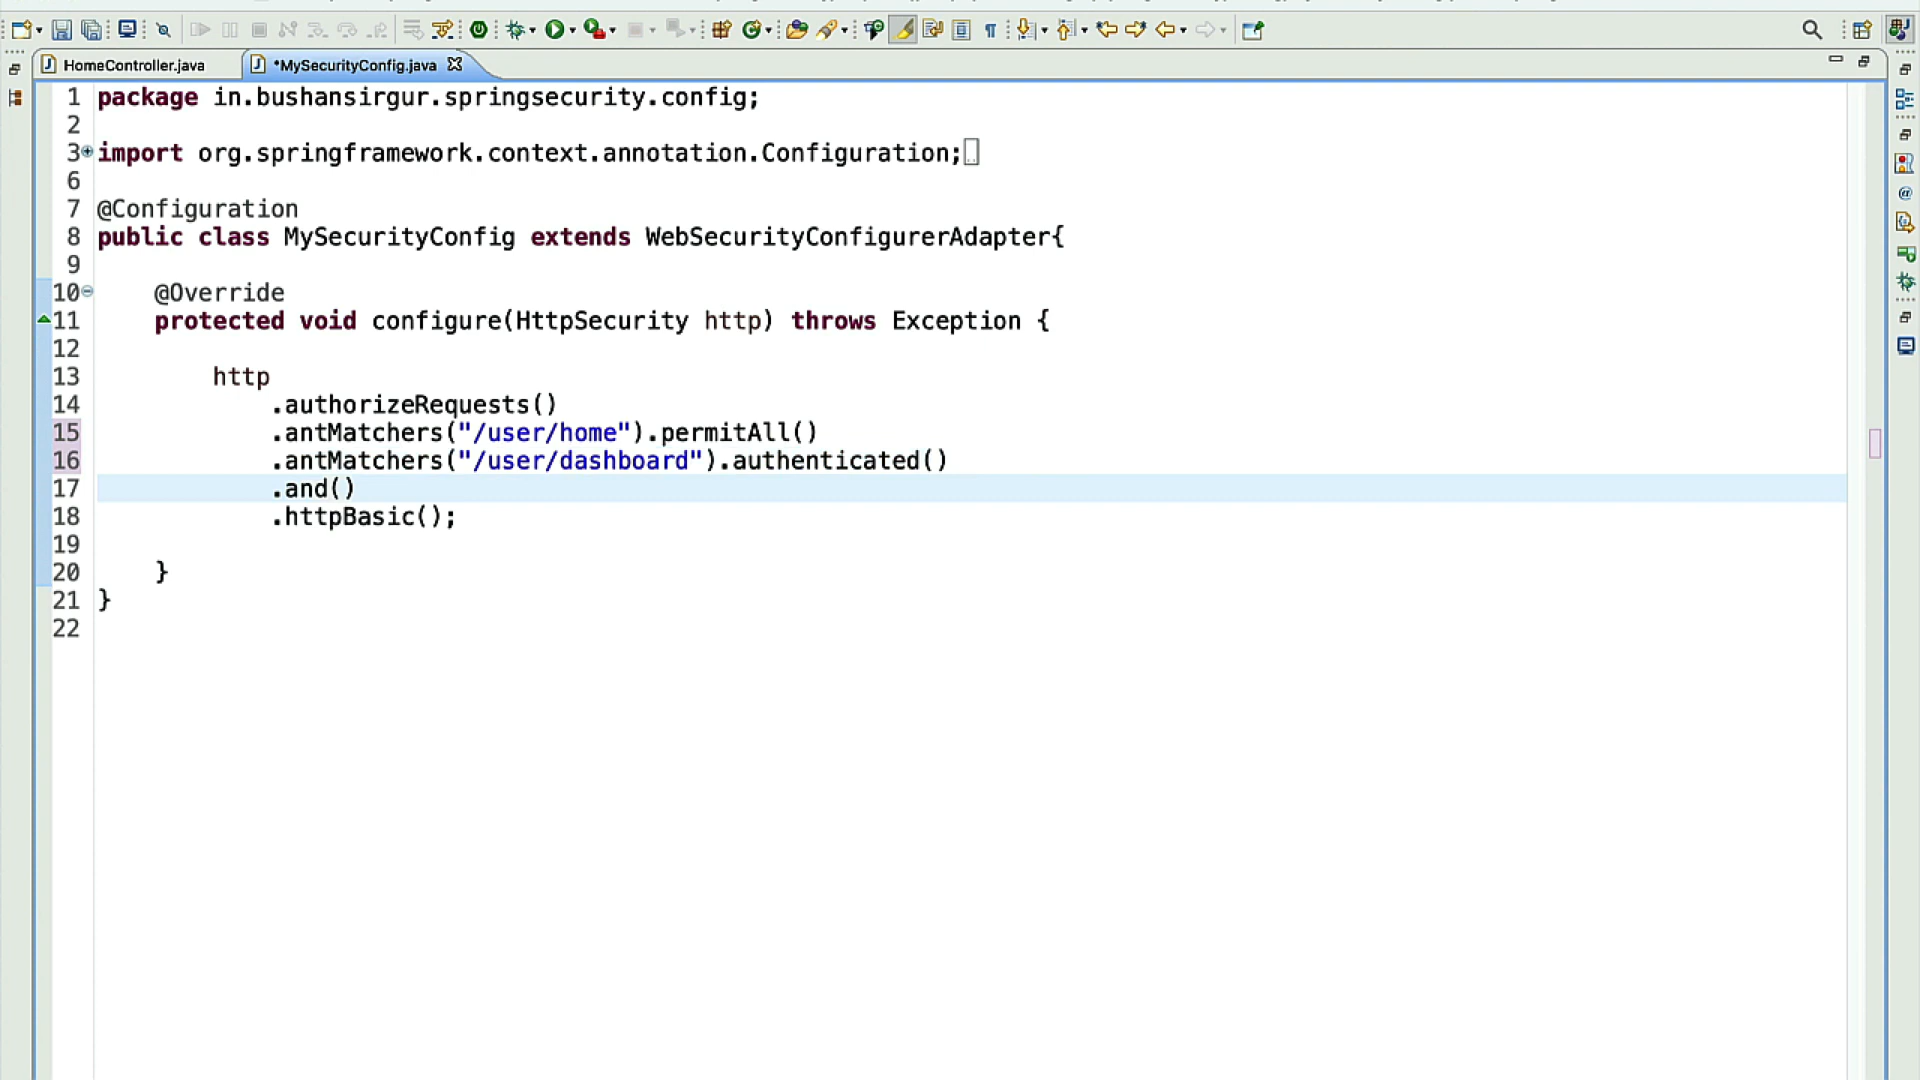 HomeController.java
*MySecurityConfig.java
1 package in.bushansirgur.springsecurity.config;
2
3 import org.springframework.context.annotation.Configuration;
6
7 @Configuration
8 public class MySecurityConfig extends WebSecurityConfigurerAdapter{
9
10 @Override
11 protected void configure(HttpSecurity http) throws Exception {
12
13 http
14 .authorizeRequests()
15 .antMatchers("/user/home").permitAll()
16 .antMatchers("/user/dashboard").authenticated()
17 .and()
18 .httpBasic();
19
20 }
21 }
22